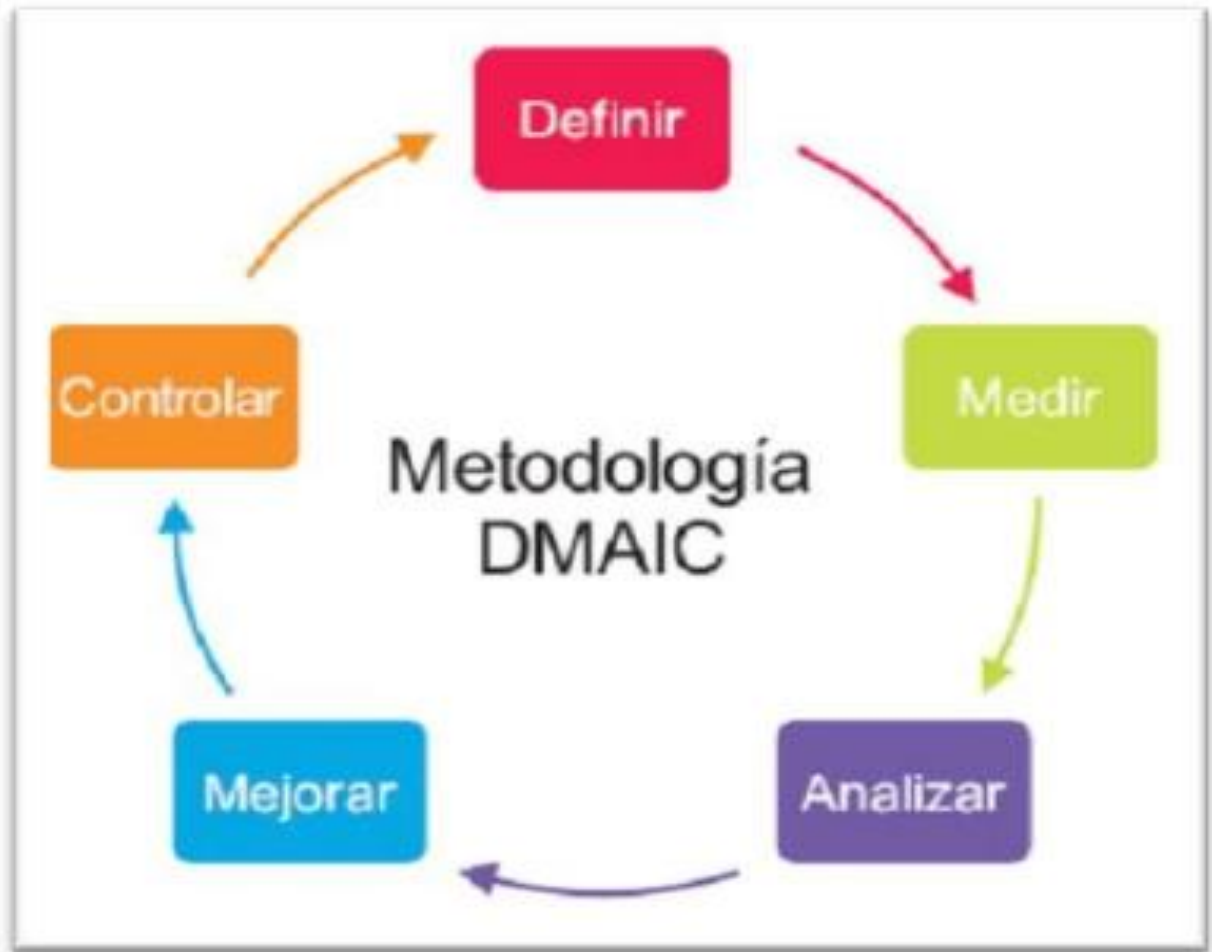 Definir
Medir
Analizar
Mejorar
Controlar
Metodología
DMAIC